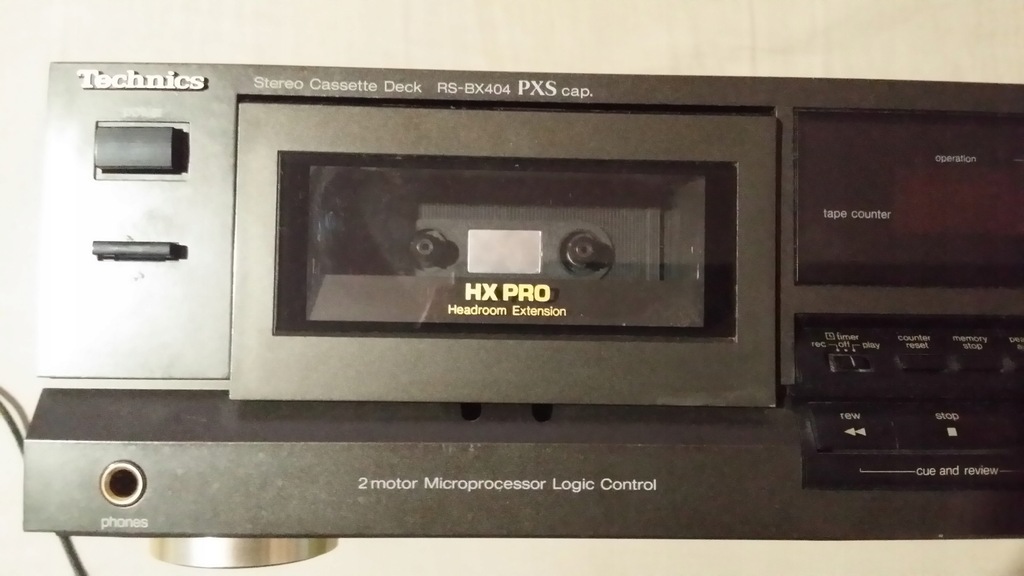 Technics
Stereo Cassette Deck RS-BX404 PXS cap.
operation
tape counter
HX PRO
Headroom Extension
timer
rec off play
counter
reset
memory
stop
rew
stop
cue and review
2 motor Microprocessor Logic Control
phones